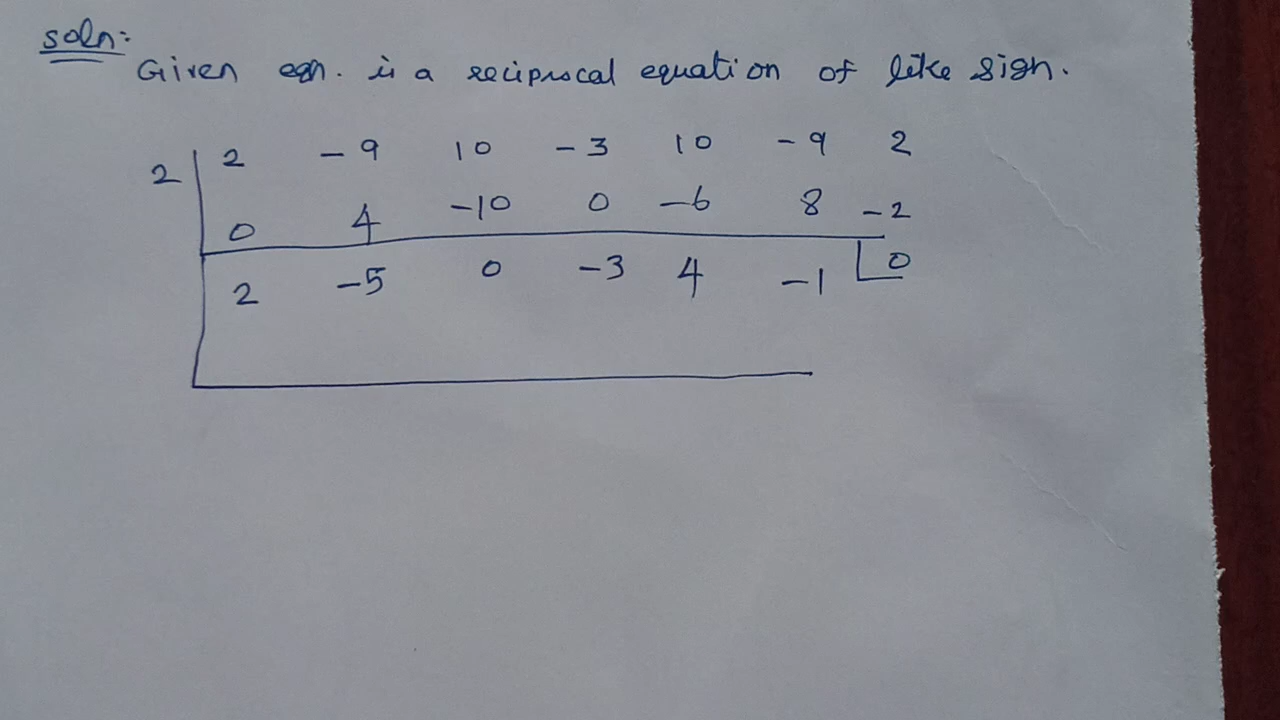 Soln:
Given eqn. is a reciprocal equation of like sign.
2 | 2 -9 10 -3 10 -9 2
0 4 -10 0 -6 8 -2
2 -5 0 -3 4 -1 |0